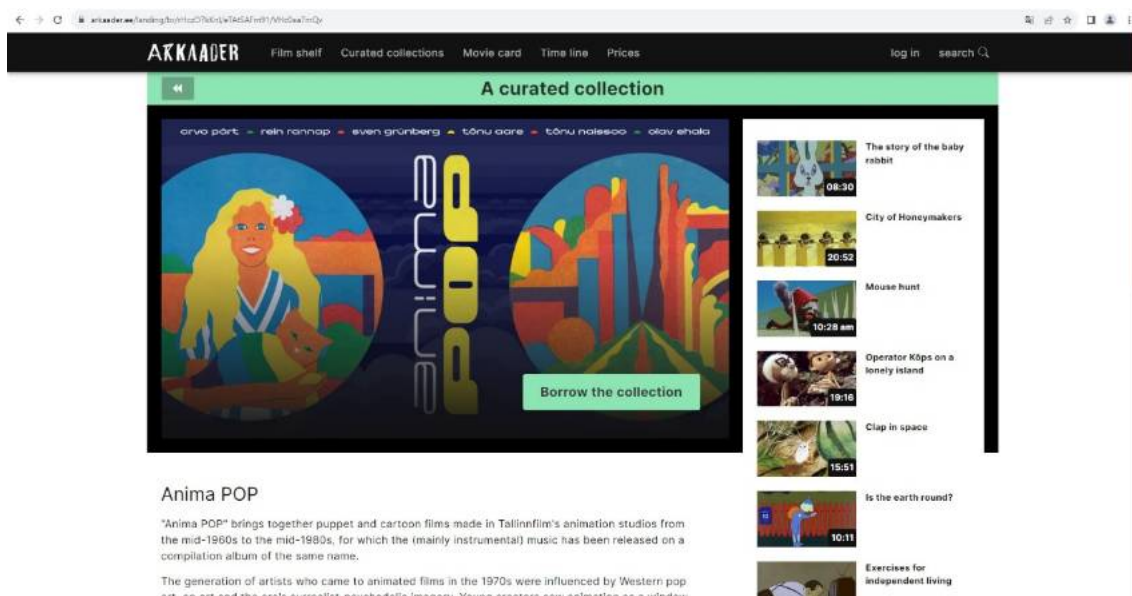 ARKAADER
Film shelf Curated collections Movie card Time line Prices log in search
A curated collection
arvo pärt rein rannap sven grünberg tõnu aare tõnu naissoo olav ehala
anima
pop
Borrow the collection
The story of the baby
rabbit
08:30
City of Honeymakers
20:52
Mouse hunt
10:28 am
Operator Kõps on a
lonely island
19:16
Clap in space
15:51
Is the earth round?
10:11
Exercises for
independent living
Anima POP
"Anima POP" brings together puppet and cartoon films made in Tallinnfilm's animation studios from
the mid-1960s to the mid-1980s, for which the (mainly instrumental) music has been released on a
compilation album of the same name.
The generation of artists who came to animated films in the 1970s were influenced by Western pop